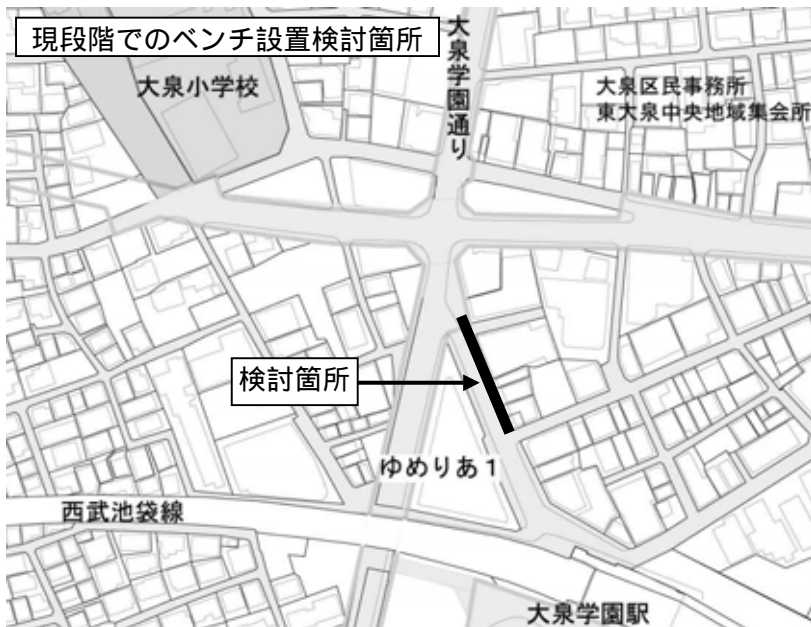 現段階でのベンチ設置検討箇所
大泉小学校
大泉学園通り
大泉区民事務所
東大泉中央地域集会所
検討箇所
ゆめりあ1
西武池袋線
大泉学園駅